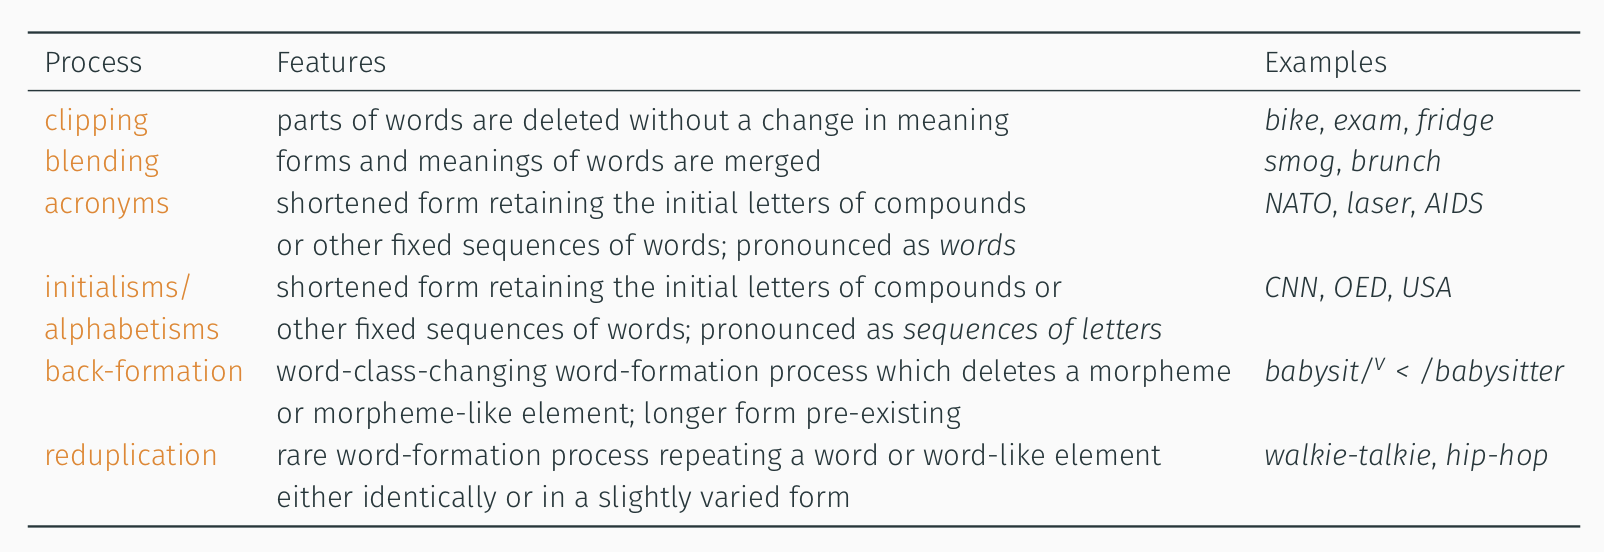 Process Features Examples
clipping parts of words are deleted without a change in meaning bike, exam, fridge
blending forms and meanings of words are merged smog, brunch
acronyms shortened form retaining the initial letters of compounds NATO, laser, AIDS
or other fixed sequences of words; pronounced as words
initialisms/ shortened form retaining the initial letters of compounds or CNN, OED, USA
alphabetisms other fixed sequences of words; pronounced as sequences of letters
back-formation word-class-changing word-formation process which deletes a morpheme babysit/ᵛ < /babysitter
or morpheme-like element; longer form pre-existing
reduplication rare word-formation process repeating a word or word-like element walkie-talkie, hip-hop
either identically or in a slightly varied form